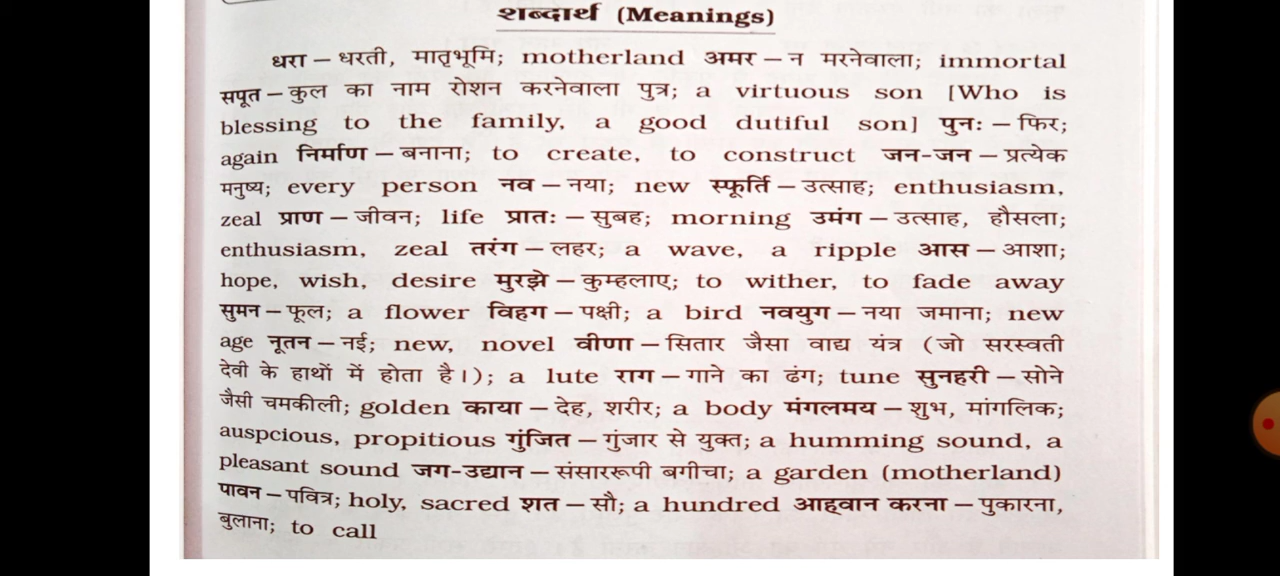 शब्दार्थ (Meanings)
धरा – धरती, मातृभूमि; motherland अमर – न मरनेवाला; immortal
सपूत – कुल का नाम रोशन करनेवाला पुत्र; a virtuous son [Who is
blessing to the family, a good dutiful son] पुनः – फिर;
again निर्माण – बनाना; to create, to construct जन-जन – प्रत्येक
मनुष्य; every person नव – नया; new स्फूर्ति – उत्साह; enthusiasm,
zeal प्राण – जीवन; life प्रातः – सुबह; morning उमंग – उत्साह, हौसला;
enthusiasm, zeal तरंग – लहर; a wave, a ripple आस – आशा;
hope, wish, desire मुरझे – कुम्हलाए; to wither, to fade away
सुमन – फूल; a flower विहग – पक्षी; a bird नवयुग – नया जमाना; new
age नूतन – नई; new, novel वीणा – सितार जैसा वाद्य यंत्र (जो सरस्वती
देवी के हाथों में होता है।); a lute राग – गाने का ढंग; tune सुनहरी – सोने
जैसी चमकीली; golden काया – देह, शरीर; a body मंगलमय – शुभ, मांगलिक;
auspcious, propitious गुंजित – गुंजार से युक्त; a humming sound, a
pleasant sound जग-उद्यान – संसाररूपी बगीचा; a garden (motherland)
पावन – पवित्र; holy, sacred शत – सौ; a hundred आहवान करना – पुकारना,
बुलाना; to call